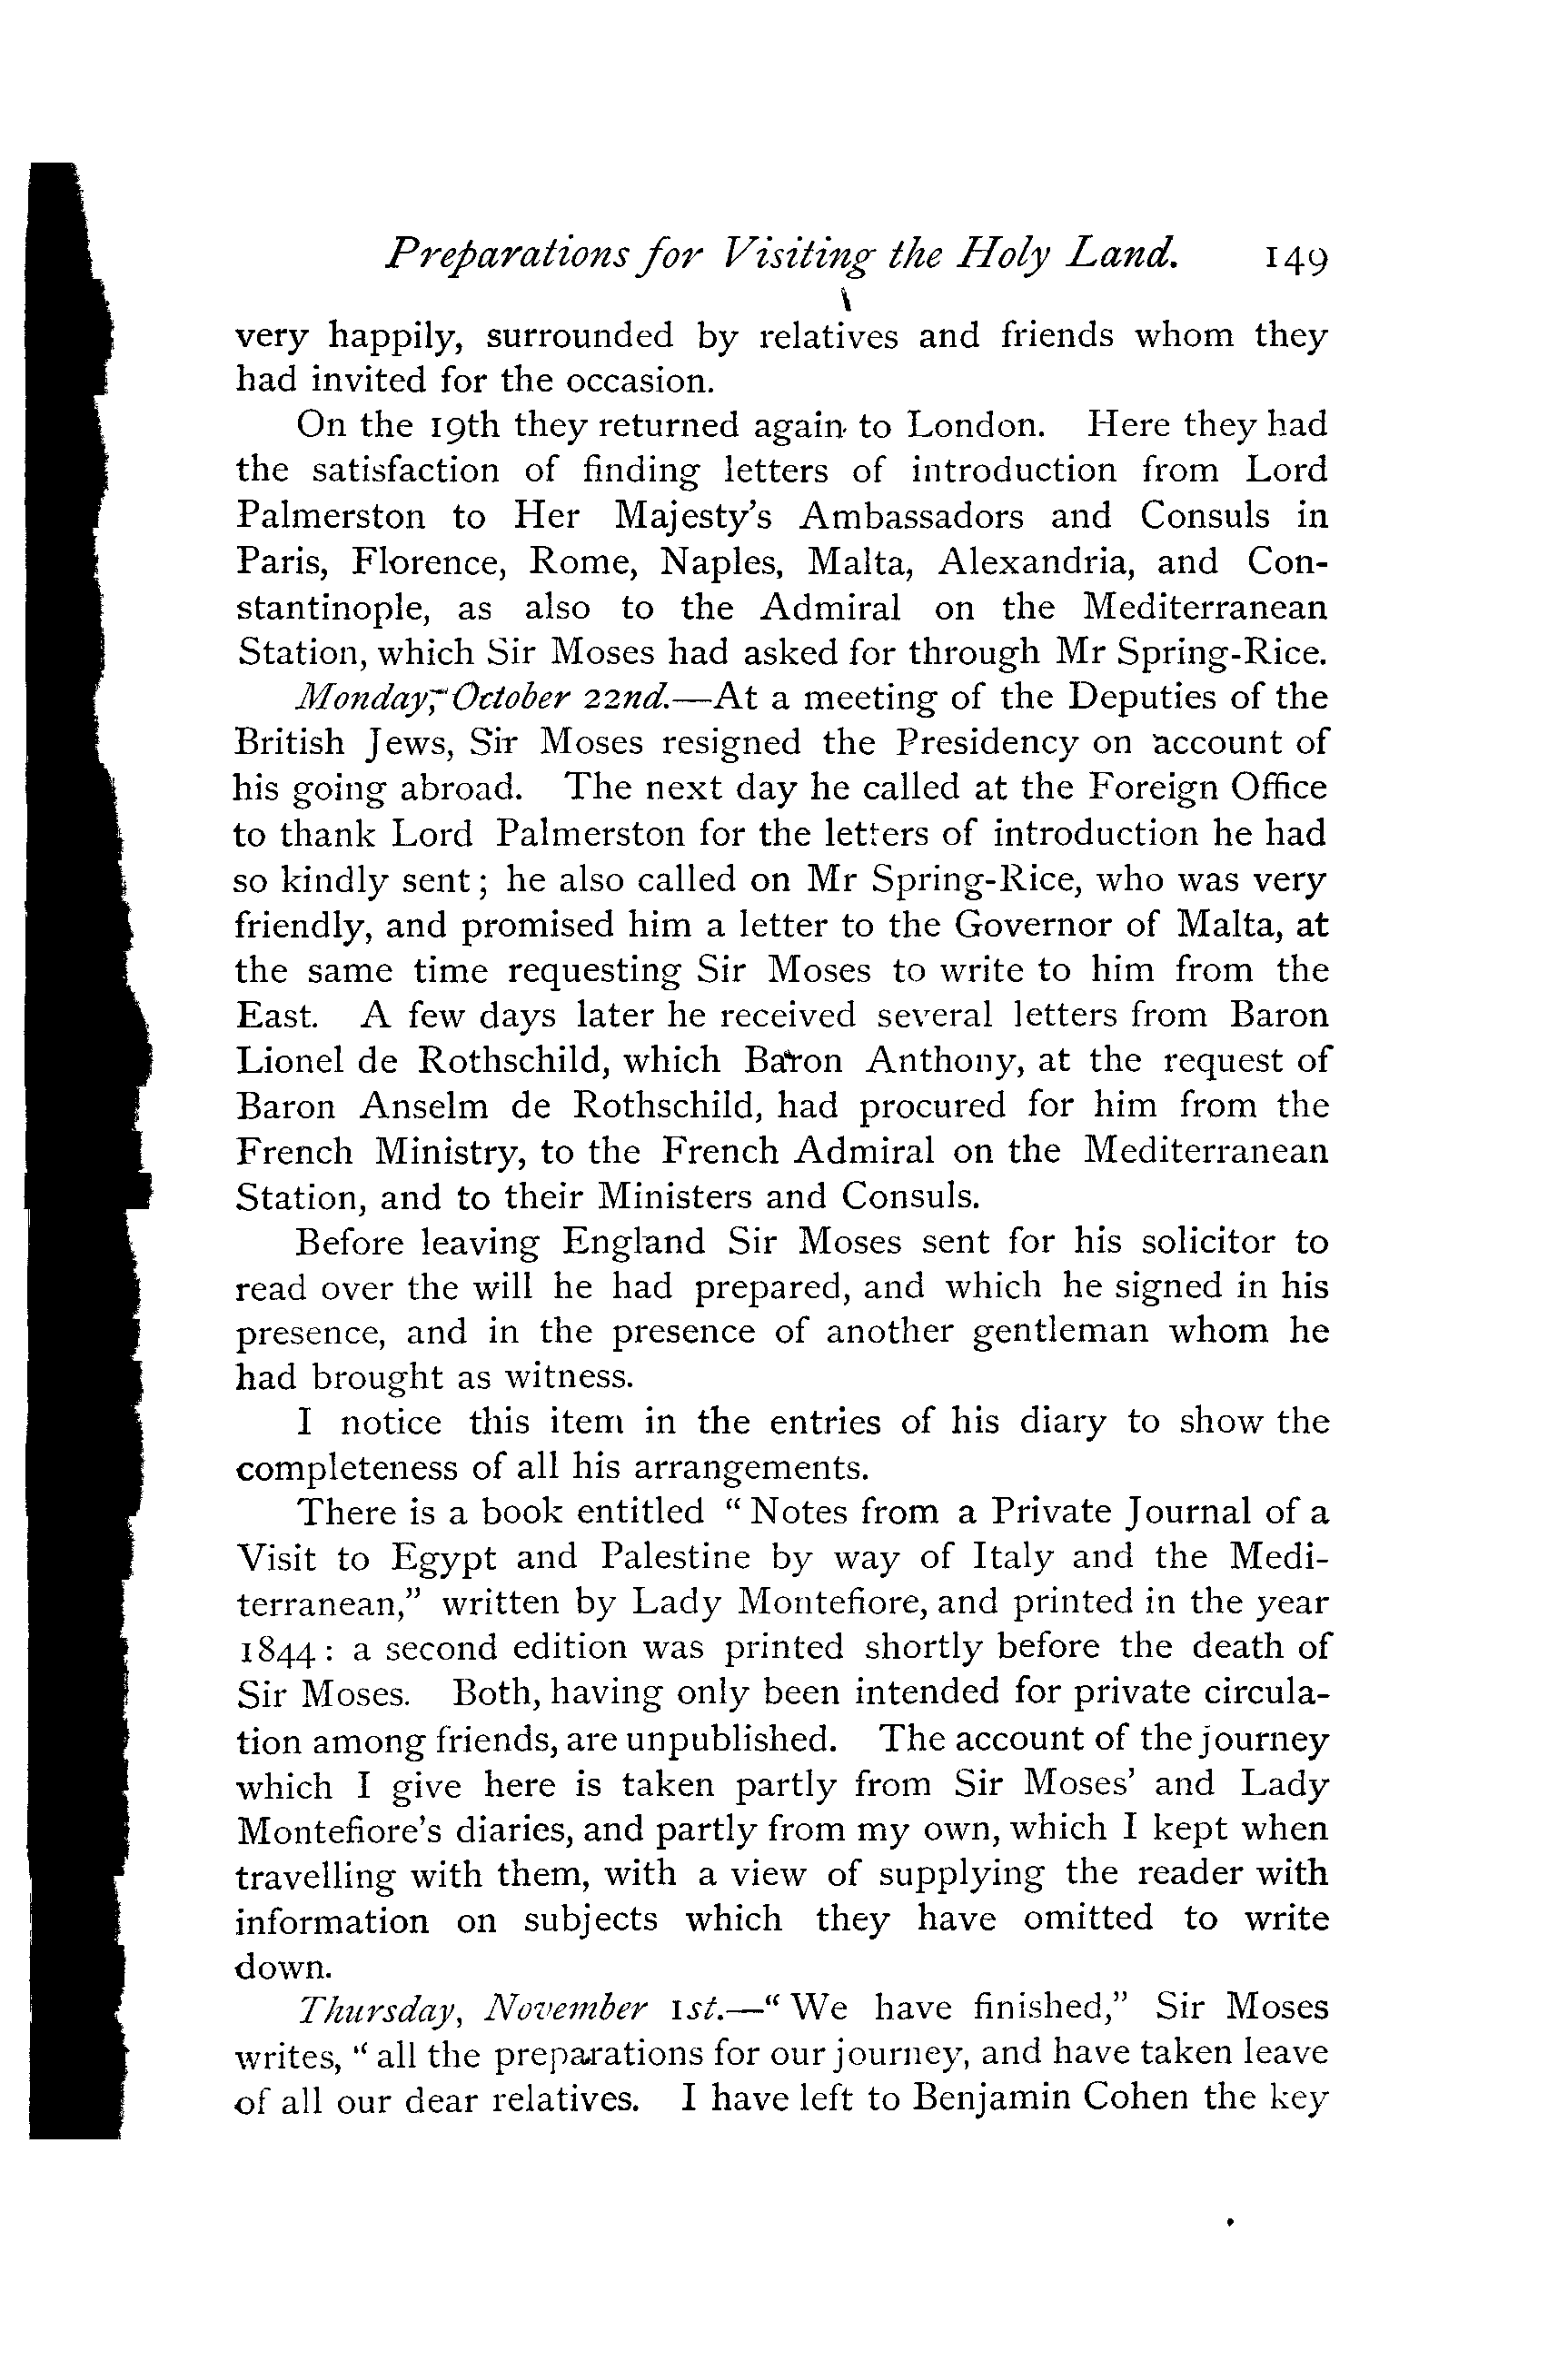 Preparations for Visiting the Holy Land. 149
very happily, surrounded by relatives and friends whom they
had invited for the occasion.
On the 19th they returned again to London. Here they had
the satisfaction of finding letters of introduction from Lord
Palmerston to Her Majesty's Ambassadors and Consuls in
Paris, Florence, Rome, Naples, Malta, Alexandria, and Con-
stantinople, as also to the Admiral on the Mediterranean
Station, which Sir Moses had asked for through Mr Spring-Rice.
Monday, October 22nd.—At a meeting of the Deputies of the
British Jews, Sir Moses resigned the Presidency on account of
his going abroad. The next day he called at the Foreign Office
to thank Lord Palmerston for the letters of introduction he had
so kindly sent; he also called on Mr Spring-Rice, who was very
friendly, and promised him a letter to the Governor of Malta, at
the same time requesting Sir Moses to write to him from the
East. A few days later he received several letters from Baron
Lionel de Rothschild, which Baron Anthony, at the request of
Baron Anselm de Rothschild, had procured for him from the
French Ministry, to the French Admiral on the Mediterranean
Station, and to their Ministers and Consuls.
Before leaving England Sir Moses sent for his solicitor to
read over the will he had prepared, and which he signed in his
presence, and in the presence of another gentleman whom he
had brought as witness.
I notice this item in the entries of his diary to show the
completeness of all his arrangements.
There is a book entitled "Notes from a Private Journal of a
Visit to Egypt and Palestine by way of Italy and the Medi-
terranean," written by Lady Montefiore, and printed in the year
1844: a second edition was printed shortly before the death of
Sir Moses. Both, having only been intended for private circula-
tion among friends, are unpublished. The account of the journey
which I give here is taken partly from Sir Moses' and Lady
Montefiore's diaries, and partly from my own, which I kept when
travelling with them, with a view of supplying the reader with
information on subjects which they have omitted to write
down.
Thursday, November 1st.—"We have finished," Sir Moses
writes, "all the preparations for our journey, and have taken leave
of all our dear relatives. I have left to Benjamin Cohen the key